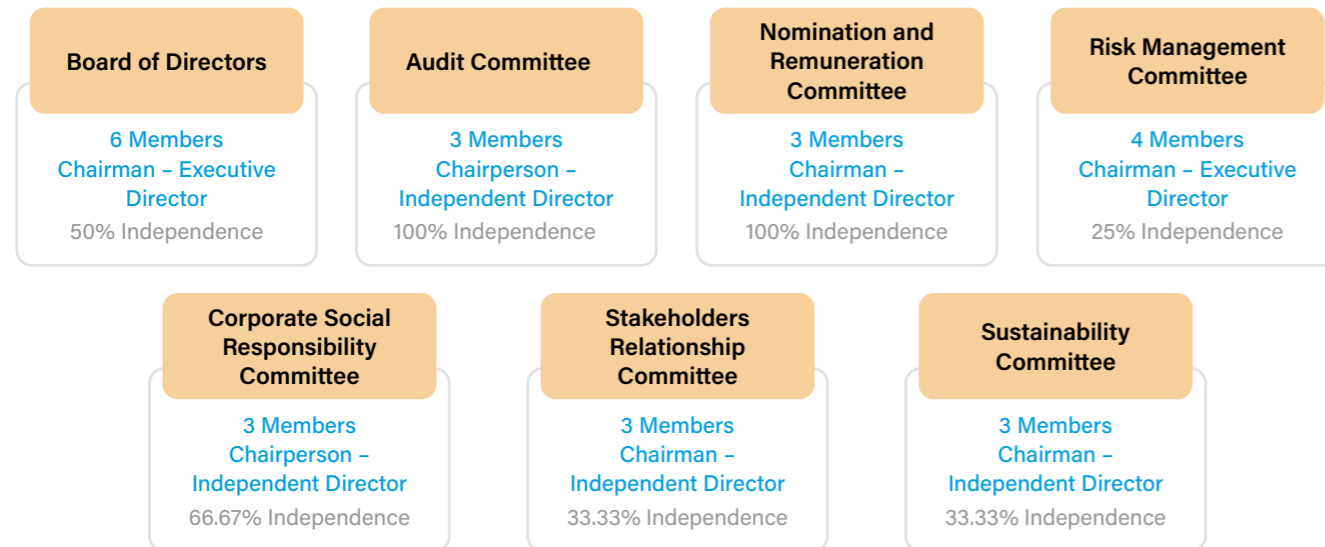 Board of Directors
6 Members
Chairman – Executive
Director
50% Independence
Audit Committee
3 Members
Chairperson –
Independent Director
100% Independence
Nomination and
Remuneration
Committee
3 Members
Chairman –
Independent Director
100% Independence
Risk Management
Committee
4 Members
Chairman – Executive
Director
25% Independence
Corporate Social
Responsibility
Committee
3 Members
Chairperson –
Independent Director
66.67% Independence
Stakeholders
Relationship
Committee
3 Members
Chairman –
Independent Director
33.33% Independence
Sustainability
Committee
3 Members
Chairman –
Independent Director
33.33% Independence